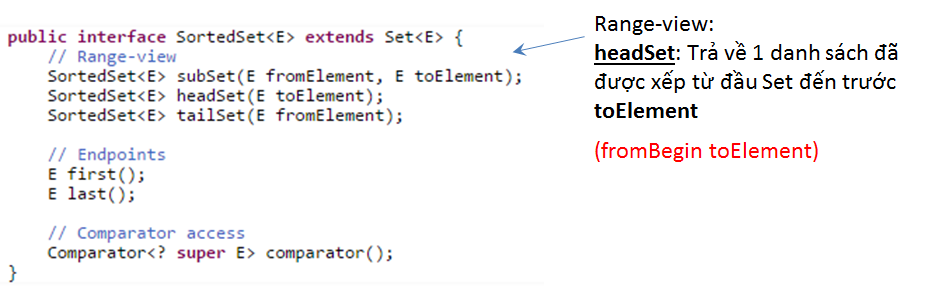 public interface SortedSet<E> extends Set<E> {
    // Range-view
    SortedSet<E> subSet(E fromElement, E toElement);
    SortedSet<E> headSet(E toElement);
    SortedSet<E> tailSet(E fromElement);

    // Endpoints
    E first();
    E last();

    // Comparator access
    Comparator<? super E> comparator();
}
Range-view:
headSet: Trả về 1 danh sách đã
được xếp từ đầu Set đến trước
toElement
(fromBegin toElement)